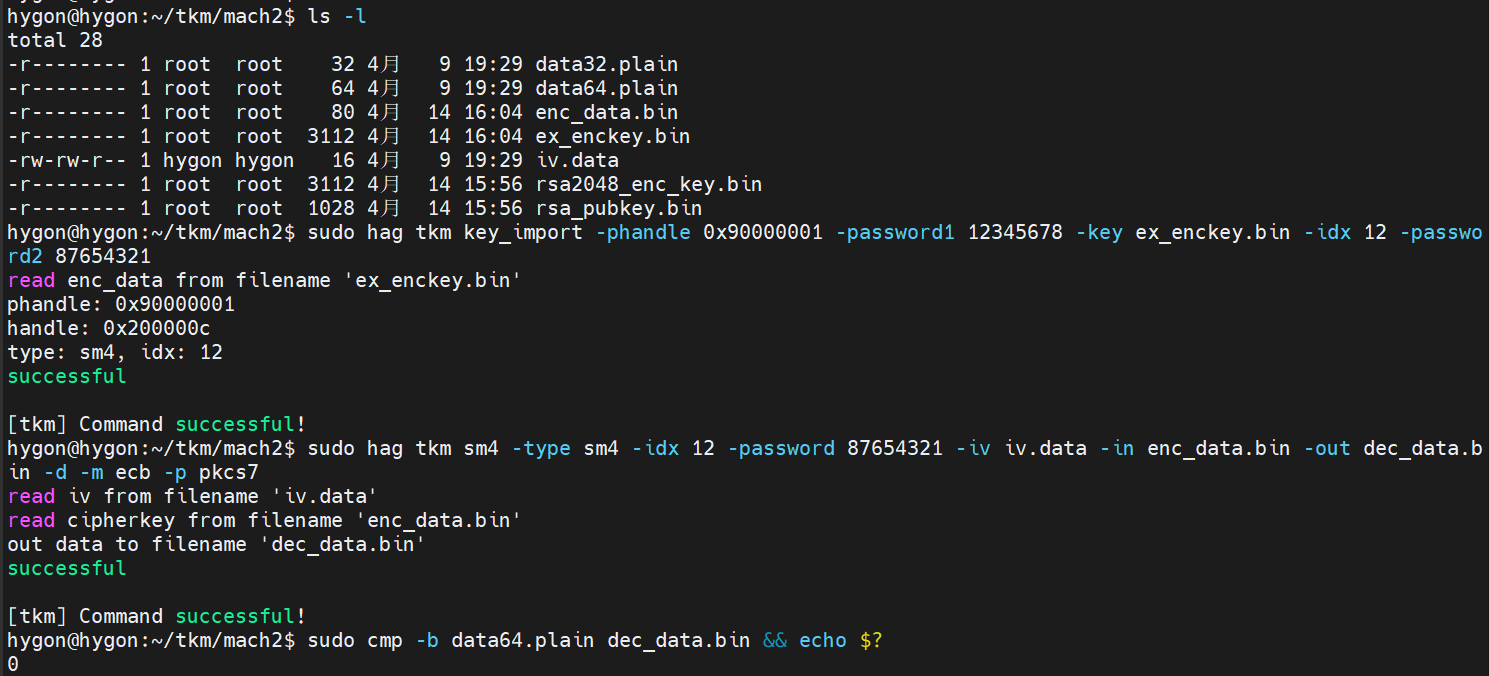 hygon@hygon:~/tkm/mach2$ ls -l
total 28
-r-------- 1 root  root    32 4月   9 19:29 data32.plain
-r-------- 1 root  root    64 4月   9 19:29 data64.plain
-r-------- 1 root  root    80 4月  14 16:04 enc_data.bin
-r-------- 1 root  root  3112 4月  14 16:04 ex_enckey.bin
-rw-rw-r-- 1 hygon hygon   16 4月   9 19:29 iv.data
-r-------- 1 root  root  3112 4月  14 15:56 rsa2048_enc_key.bin
-r-------- 1 root  root  1028 4月  14 15:56 rsa_pubkey.bin
hygon@hygon:~/tkm/mach2$ sudo hag tkm key_import -phandle 0x90000001 -password1 12345678 -key ex_enckey.bin -idx 12 -passwo
rd2 87654321
read enc_data from filename 'ex_enckey.bin'
phandle: 0x90000001
handle: 0x200000c
type: sm4, idx: 12
successful
[tkm] Command successful!
hygon@hygon:~/tkm/mach2$ sudo hag tkm sm4 -type sm4 -idx 12 -password 87654321 -iv iv.data -in enc_data.bin -out dec_data.b
in -d -m ecb -p pkcs7
read iv from filename 'iv.data'
read cipherkey from filename 'enc_data.bin'
out data to filename 'dec_data.bin'
successful
[tkm] Command successful!
hygon@hygon:~/tkm/mach2$ sudo cmp -b data64.plain dec_data.bin && echo $?
0